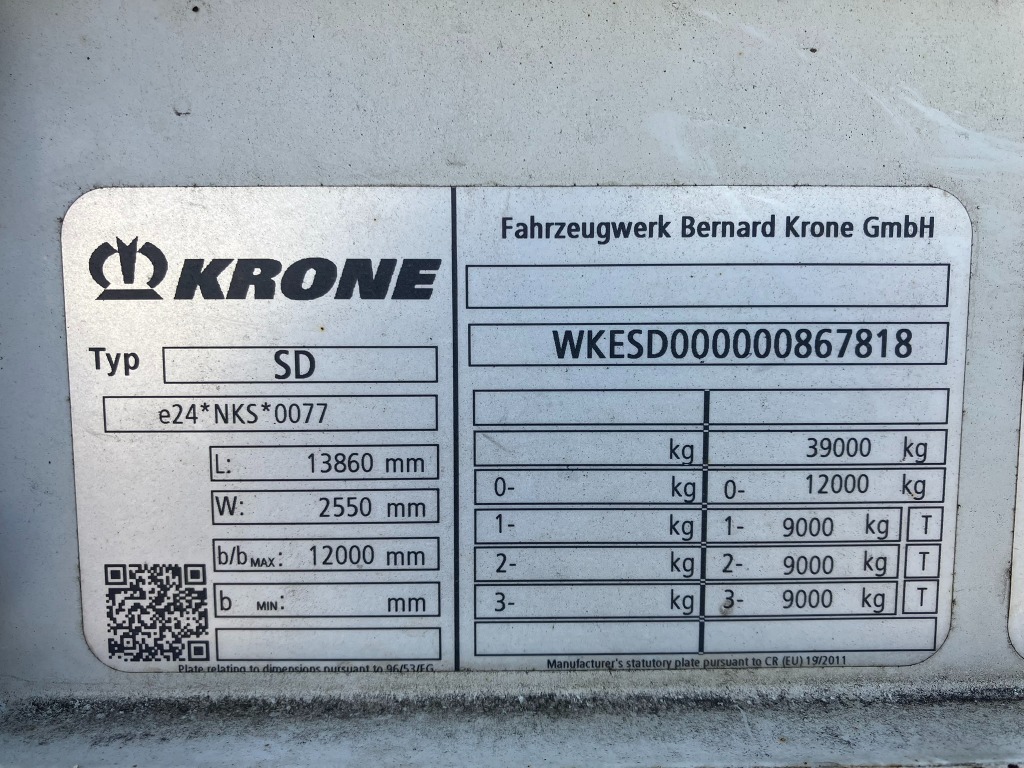 KRONE
Typ SD
e24*NKS*0077
L: 13860 mm
W: 2550 mm
b/bMAX: 12000 mm
b MIN: mm
Plate relating to dimensions pursuant to 96/53/EG
Fahrzeugwerk Bernard Krone GmbH
WKESD000000867818
kg 39000 kg
0- kg 0- 12000 kg
1- kg 1- 9000 kg T
2- kg 2- 9000 kg T
3- kg 3- 9000 kg T
Manufacturer's statutory plate pursuant to CR (EU) 19/2011